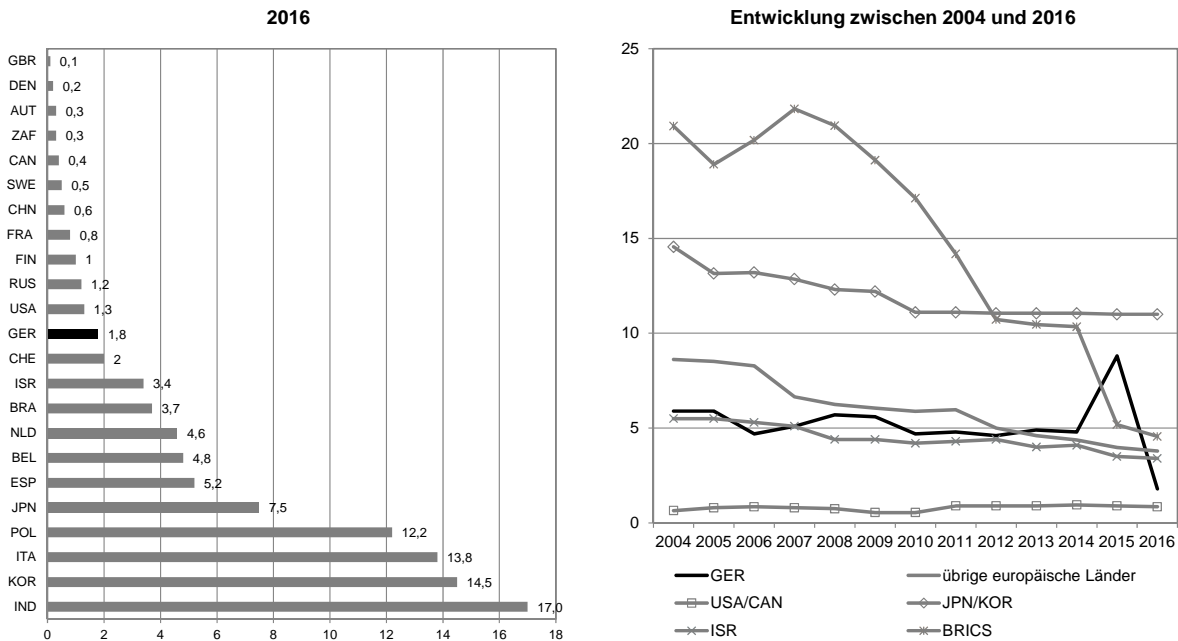 2016
GBR 0,1
DEN 0,2
AUT 0,3
ZAF 0,3
CAN 0,4
SWE 0,5
CHN 0,6
FRA 0,8
FIN 1
RUS 1,2
USA 1,3
GER 1,8
CHE 2
ISR 3,4
BRA 3,7
NLD 4,6
BEL 4,8
ESP 5,2
JPN 7,5
POL 12,2
ITA 13,8
KOR 14,5
IND 17,0
0 2 4 6 8 10 12 14 16 18
Entwicklung zwischen 2004 und 2016
25
20
15
10
5
0
2004 2005 2006 2007 2008 2009 2010 2011 2012 2013 2014 2015 2016
GER übrige europäische Länder
USA/CAN JPN/KOR
ISR BRICS